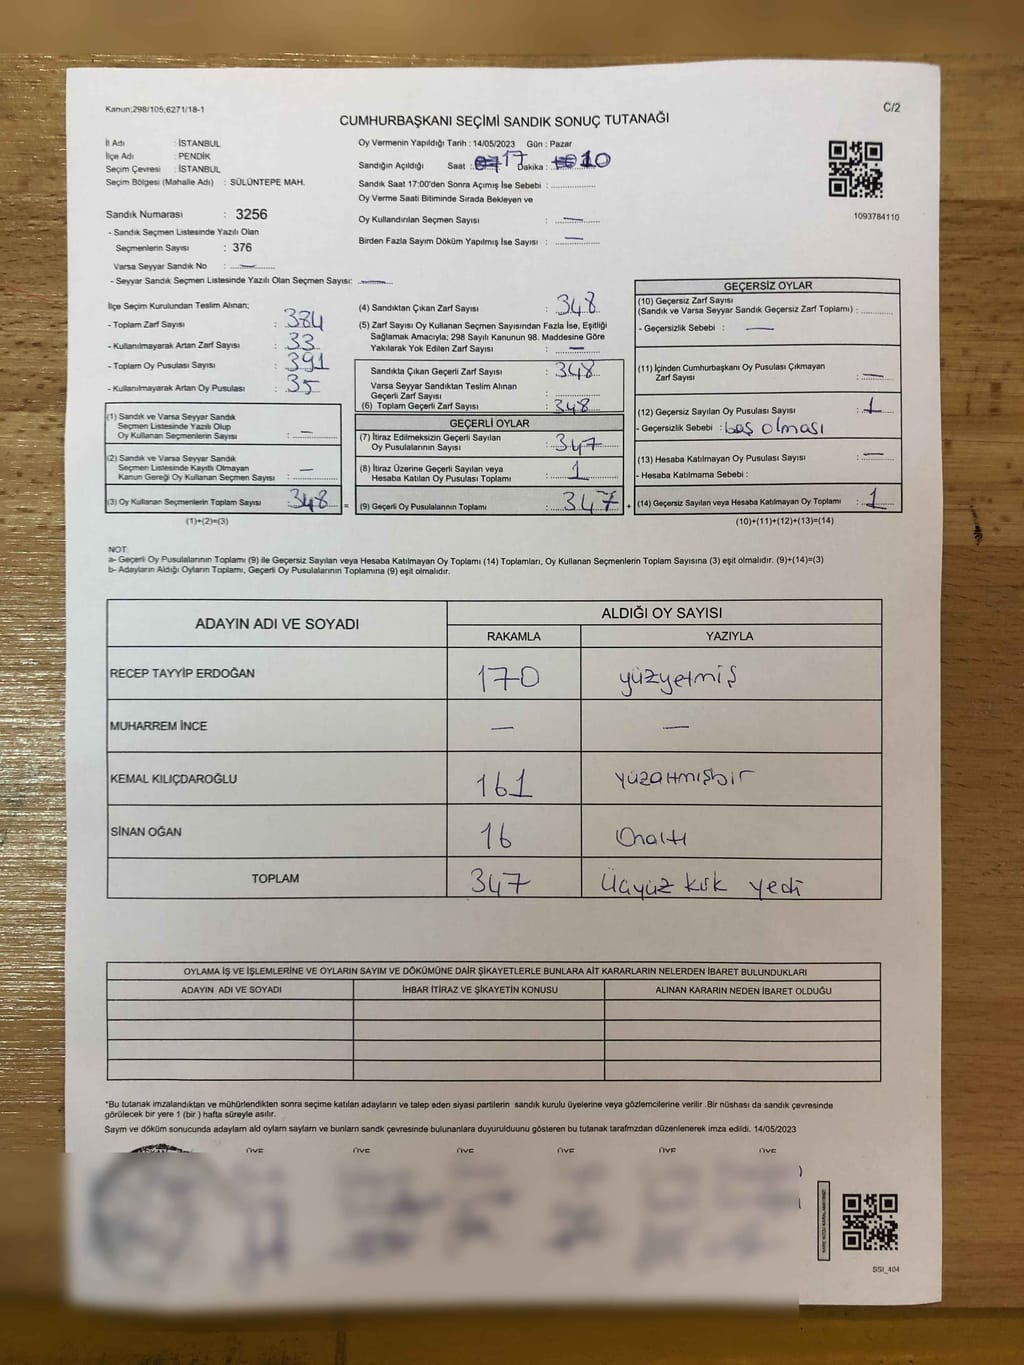 Kanun:298/105;6271/18-1
C/2
CUMHURBAŞKANI SEÇİMİ SANDIK SONUÇ TUTANAĞI
İl Adı : İSTANBUL
İlçe Adı : PENDİK
Seçim Çevresi : İSTANBUL
Seçim Bölgesi (Mahalle Adı) : SÜLÜNTEPE MAH.
Sandık Numarası : 3256
- Sandık Seçmen Listesinde Yazılı Olan
Seçmenlerin Sayısı : 376
Varsa Seyyar Sandık No : —
- Seyyar Sandık Seçmen Listesinde Yazılı Olan Seçmen Sayısı: —
Oy Vermenin Yapıldığı Tarih : 14/05/2023 Gün : Pazar
Sandığın Açıldığı Saat : 17 Dakika : 10
Sandık Saat 17:00'den Sonra Açımış İse Sebebi :
Oy Verme Saati Bitiminde Sırada Bekleyen ve
Oy Kullandırılan Seçmen Sayısı : —
Birden Fazla Sayım Döküm Yapılmış İse Sayısı : —
1093784110
İlçe Seçim Kurulundan Teslim Alınan;
- Toplam Zarf Sayısı : 384
- Kullanılmayarak Artan Zarf Sayısı : 33
- Toplam Oy Pusulası Sayısı : 391
- Kullanılmayarak Artan Oy Pusulası : 35
(1) Sandık ve Varsa Seyyar Sandık
Seçmen Listesinde Yazılı Olup
Oy Kullanan Seçmenlerin Sayısı : —
(2) Sandık ve Varsa Seyyar Sandık
Seçmen Listesinde Kayıtlı Olmayan
Kanun Gereği Oy Kullanan Seçmen Sayısı : —
(3) Oy Kullanan Seçmenlerin Toplam Sayısı : 348 =
(1)+(2)=(3)
(4) Sandıktan Çıkan Zarf Sayısı : 348
(5) Zarf Sayısı Oy Kullanan Seçmen Sayısından Fazla İse, Eşitliği
Sağlamak Amacıyla; 298 Sayılı Kanunun 98. Maddesine Göre
Yakılarak Yok Edilen Zarf Sayısı : —
Sandıkta Çıkan Geçerli Zarf Sayısı : 348
Varsa Seyyar Sandıktan Teslim Alınan
Geçerli Zarf Sayısı :
(6) Toplam Geçerli Zarf Sayısı : 348
GEÇERLİ OYLAR
(7) İtiraz Edilmeksizin Geçerli Sayılan
Oy Pusulalarının Sayısı : 347
(8) İtiraz Üzerine Geçerli Sayılan veya
Hesaba Katılan Oy Pusulası Toplamı : 1
(9) Geçerli Oy Pusulalarının Toplamı : 347 +
GEÇERSİZ OYLAR
(10) Geçersiz Zarf Sayısı
(Sandık ve Varsa Seyyar Sandık Geçersiz Zarf Toplamı) :
- Geçersizlik Sebebi : —
(11) İçinden Cumhurbaşkanı Oy Pusulası Çıkmayan
Zarf Sayısı : —
(12) Geçersiz Sayılan Oy Pusulası Sayısı : 1
- Geçersizlik Sebebi : boş olması
(13) Hesaba Katılmayan Oy Pusulası Sayısı : —
- Hesaba Katılmama Sebebi :
(14) Geçersiz Sayılan veya Hesaba Katılmayan Oy Toplamı : 1
(10)+(11)+(12)+(13)=(14)
NOT:
a- Geçerli Oy Pusulalarının Toplamı (9) ile Geçersiz Sayılan veya Hesaba Katılmayan Oy Toplamı (14) Toplamları, Oy Kullanan Seçmenlerin Toplam Sayısına (3) eşit olmalıdır. (9)+(14)=(3)
b- Adayların Aldığı Oyların Toplamı, Geçerli Oy Pusulalarının Toplamına (9) eşit olmalıdır.
ADAYIN ADI VE SOYADI
ALDIĞI OY SAYISI
RAKAMLA YAZIYLA
RECEP TAYYİP ERDOĞAN 170 yüzyetmiş
MUHARREM İNCE — —
KEMAL KILIÇDAROĞLU 161 yüzatmışbir
SİNAN OĞAN 16 Onaltı
TOPLAM 347 Üçyüz kırk yedi
OYLAMA İŞ VE İŞLEMLERİNE VE OYLARIN SAYIM VE DÖKÜMÜNE DAİR ŞİKAYETLERLE BUNLARA AİT KARARLARIN NELERDEN İBARET BULUNDUKLARI
ADAYIN ADI VE SOYADI İHBAR İTİRAZ VE ŞİKAYETİN KONUSU ALINAN KARARIN NEDEN İBARET OLDUĞU
*Bu tutanak imzalandıktan ve mühürlendikten sonra seçime katılan adayların ve talep eden siyasi partilerin sandık kurulu üyelerine veya gözlemcilerine verilir .Bir nüshası da sandık çevresinde
görülecek bir yere 1 (bir ) hafta süreyle asılır.
Sayım ve döküm sonucunda adaylam ald oylam saylam ve bunlarn sandk çevresinde bulunanlara duyurulduunu gösteren bu tutanak tarafmzdan düzenlenerek imza edildi. 14/05/2023
ÜYE ÜYE ÜYE ÜYE ÜYE ÜYE
SSI_404